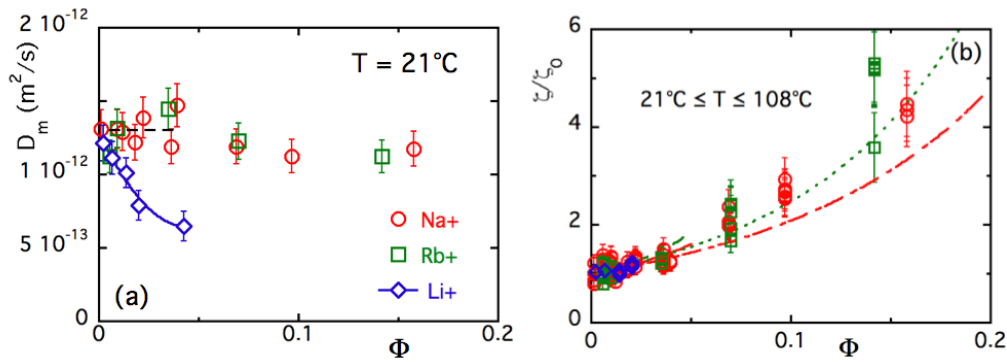 (a)
2 10⁻¹²
1 10⁻¹²
5 10⁻¹³
0
D_m (m²/s)
T = 21°C
Na+
Rb+
Li+
0 0.1 0.2
Φ
(b)
6
4
2
0
ζ/ζ₀
21°C ≤ T ≤ 108°C
0 0.1 0.2
Φ